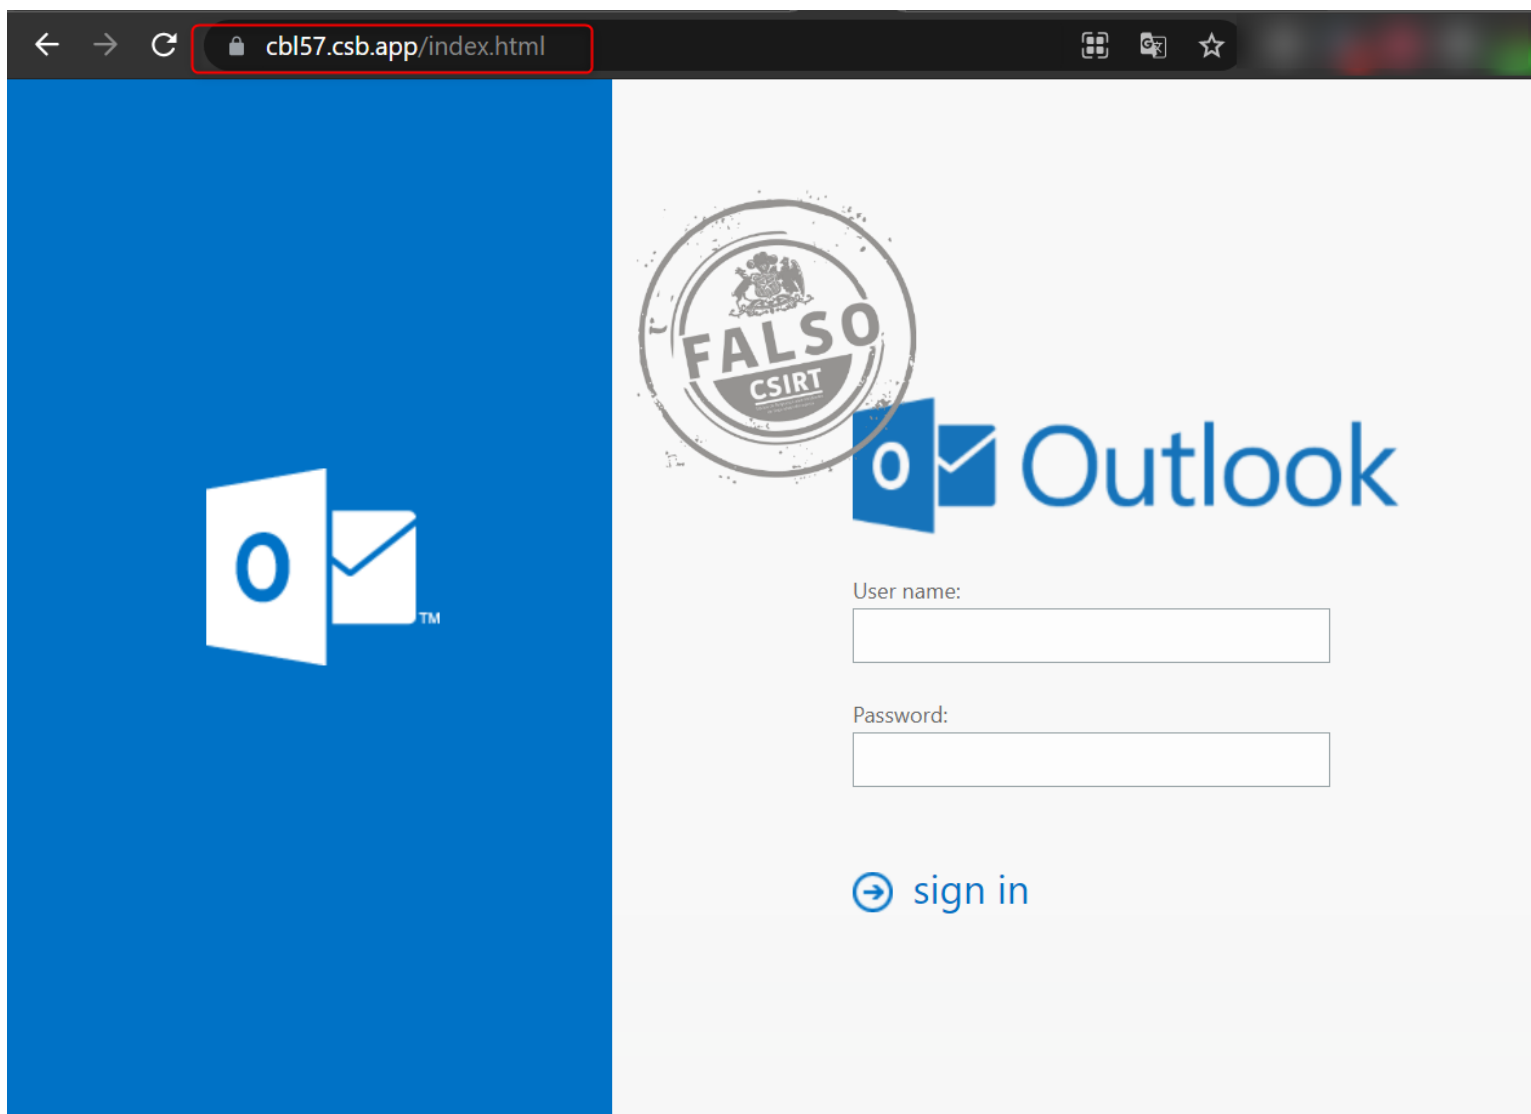 cbl57.csb.app/index.html
FALSO
CSIRT
O
Outlook
O
TM
User name:
Password:
sign in